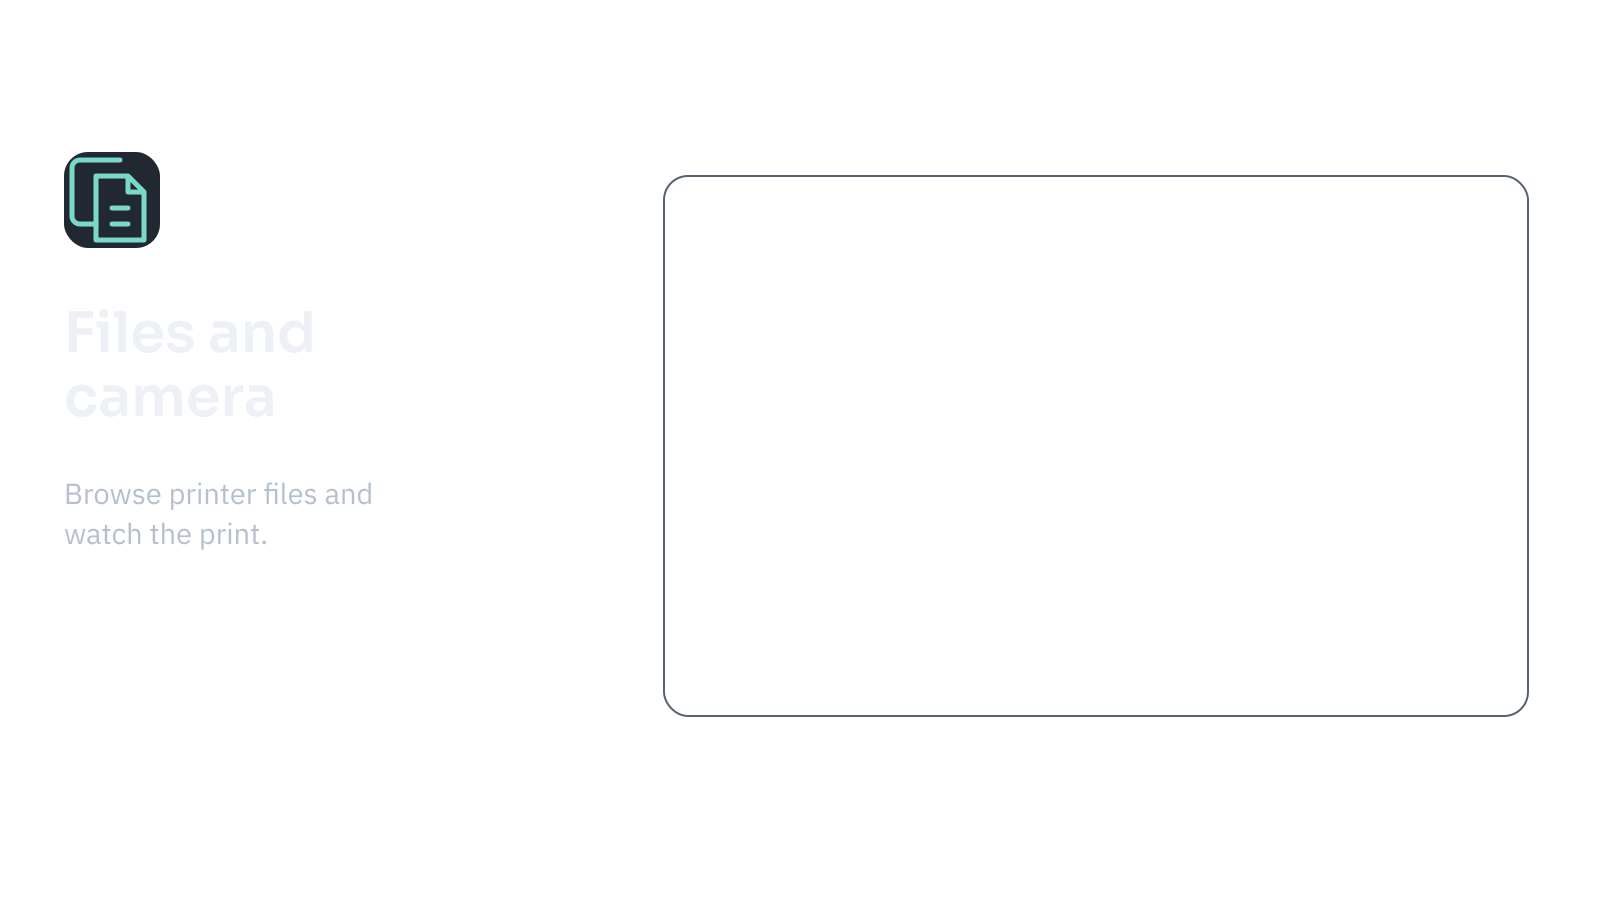 Files and
camera
Browse printer files and
watch the print.